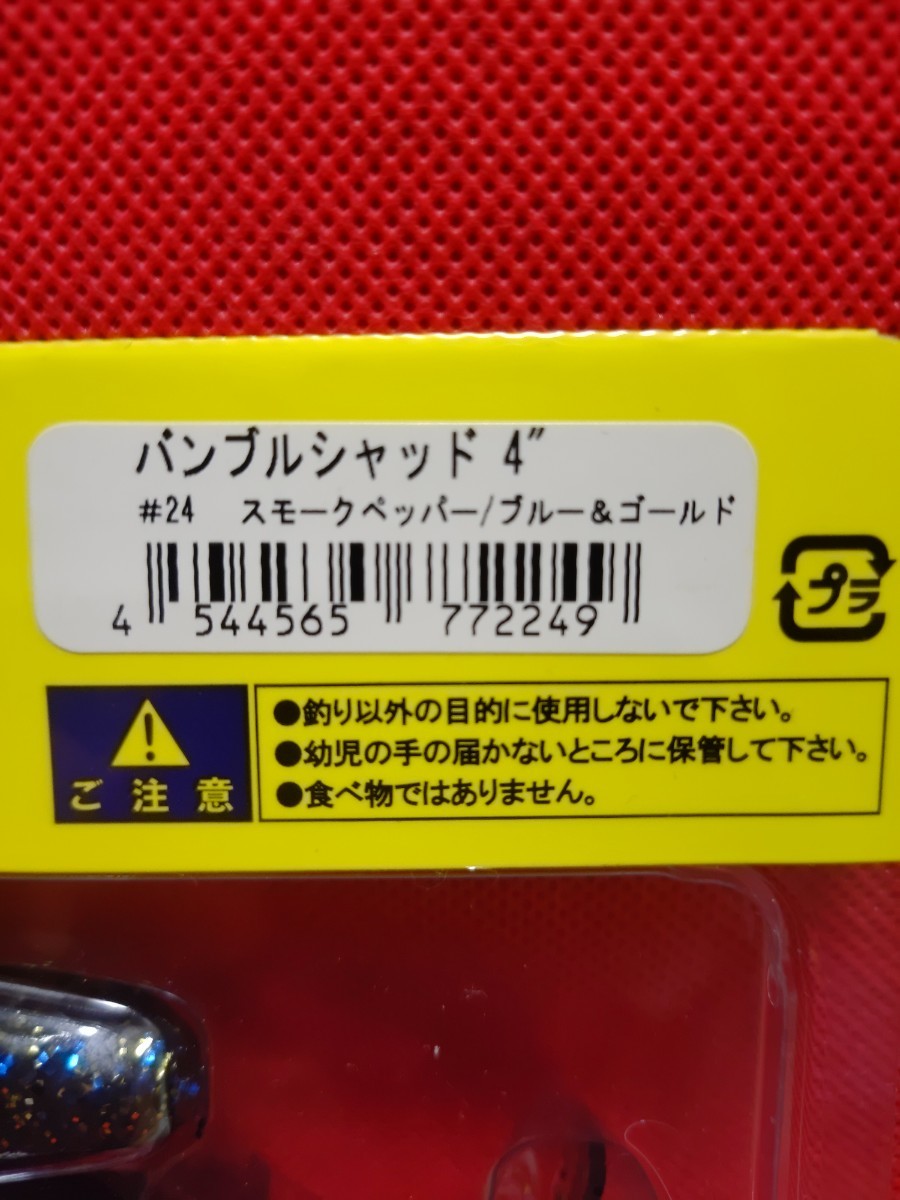 バンブルシャッド 4"
#24 スモークペッパー/ブルー&ゴールド
4 544565 772249
プラ
ご注意
●釣り以外の目的に使用しないで下さい。
●幼児の手の届かないところに保管して下さい。
●食べ物ではありません。